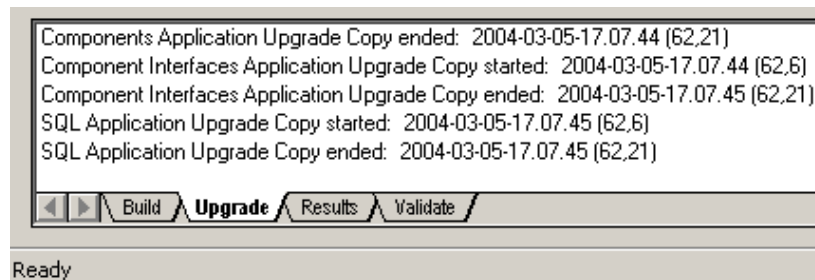 Components Application Upgrade Copy ended:  2004-03-05-17.07.44 (62,21)
Component Interfaces Application Upgrade Copy started:  2004-03-05-17.07.44 (62,6)
Component Interfaces Application Upgrade Copy ended:  2004-03-05-17.07.45 (62,21)
SQL Application Upgrade Copy started:  2004-03-05-17.07.45 (62,6)
SQL Application Upgrade Copy ended:  2004-03-05-17.07.45 (62,21)
Build Upgrade Results Validate
Ready